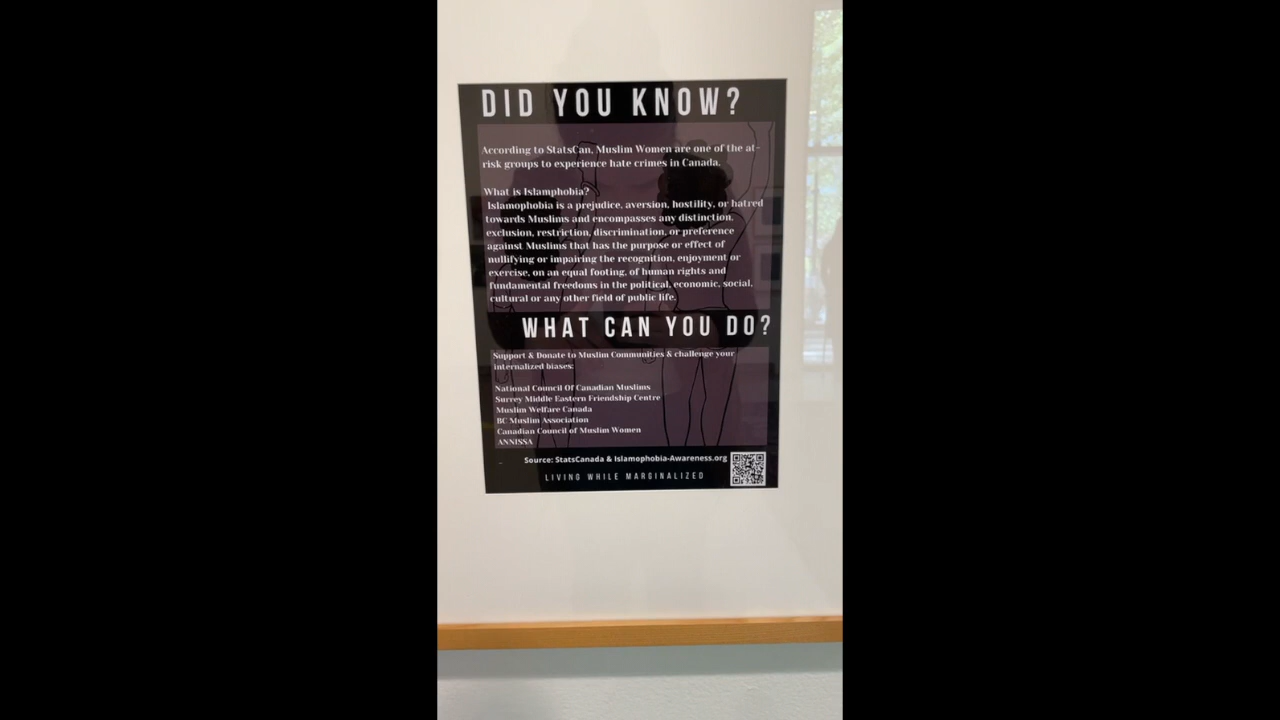 DID YOU KNOW?
According to StatsCan, Muslim Women are one of the at-
risk groups to experience hate crimes in Canada.
What is Islamphobia?
Islamophobia is a prejudice, aversion, hostility, or hatred
towards Muslims and encompasses any distinction,
exclusion, restriction, discrimination, or preference
against Muslims that has the purpose or effect of
nullifying or impairing the recognition, enjoyment or
exercise, on an equal footing, of human rights and
fundamental freedoms in the political, economic, social,
cultural or any other field of public life.
WHAT CAN YOU DO?
Support & Donate to Muslim Communities & challenge your
internalized biases:
National Council Of Canadian Muslims
Surrey Middle Eastern Friendship Centre
Muslim Welfare Canada
BC Muslim Association
Canadian Council of Muslim Women
ANNISSA
Source: StatsCanada & Islamophobia-Awareness.org
LIVING WHILE MARGINALIZED